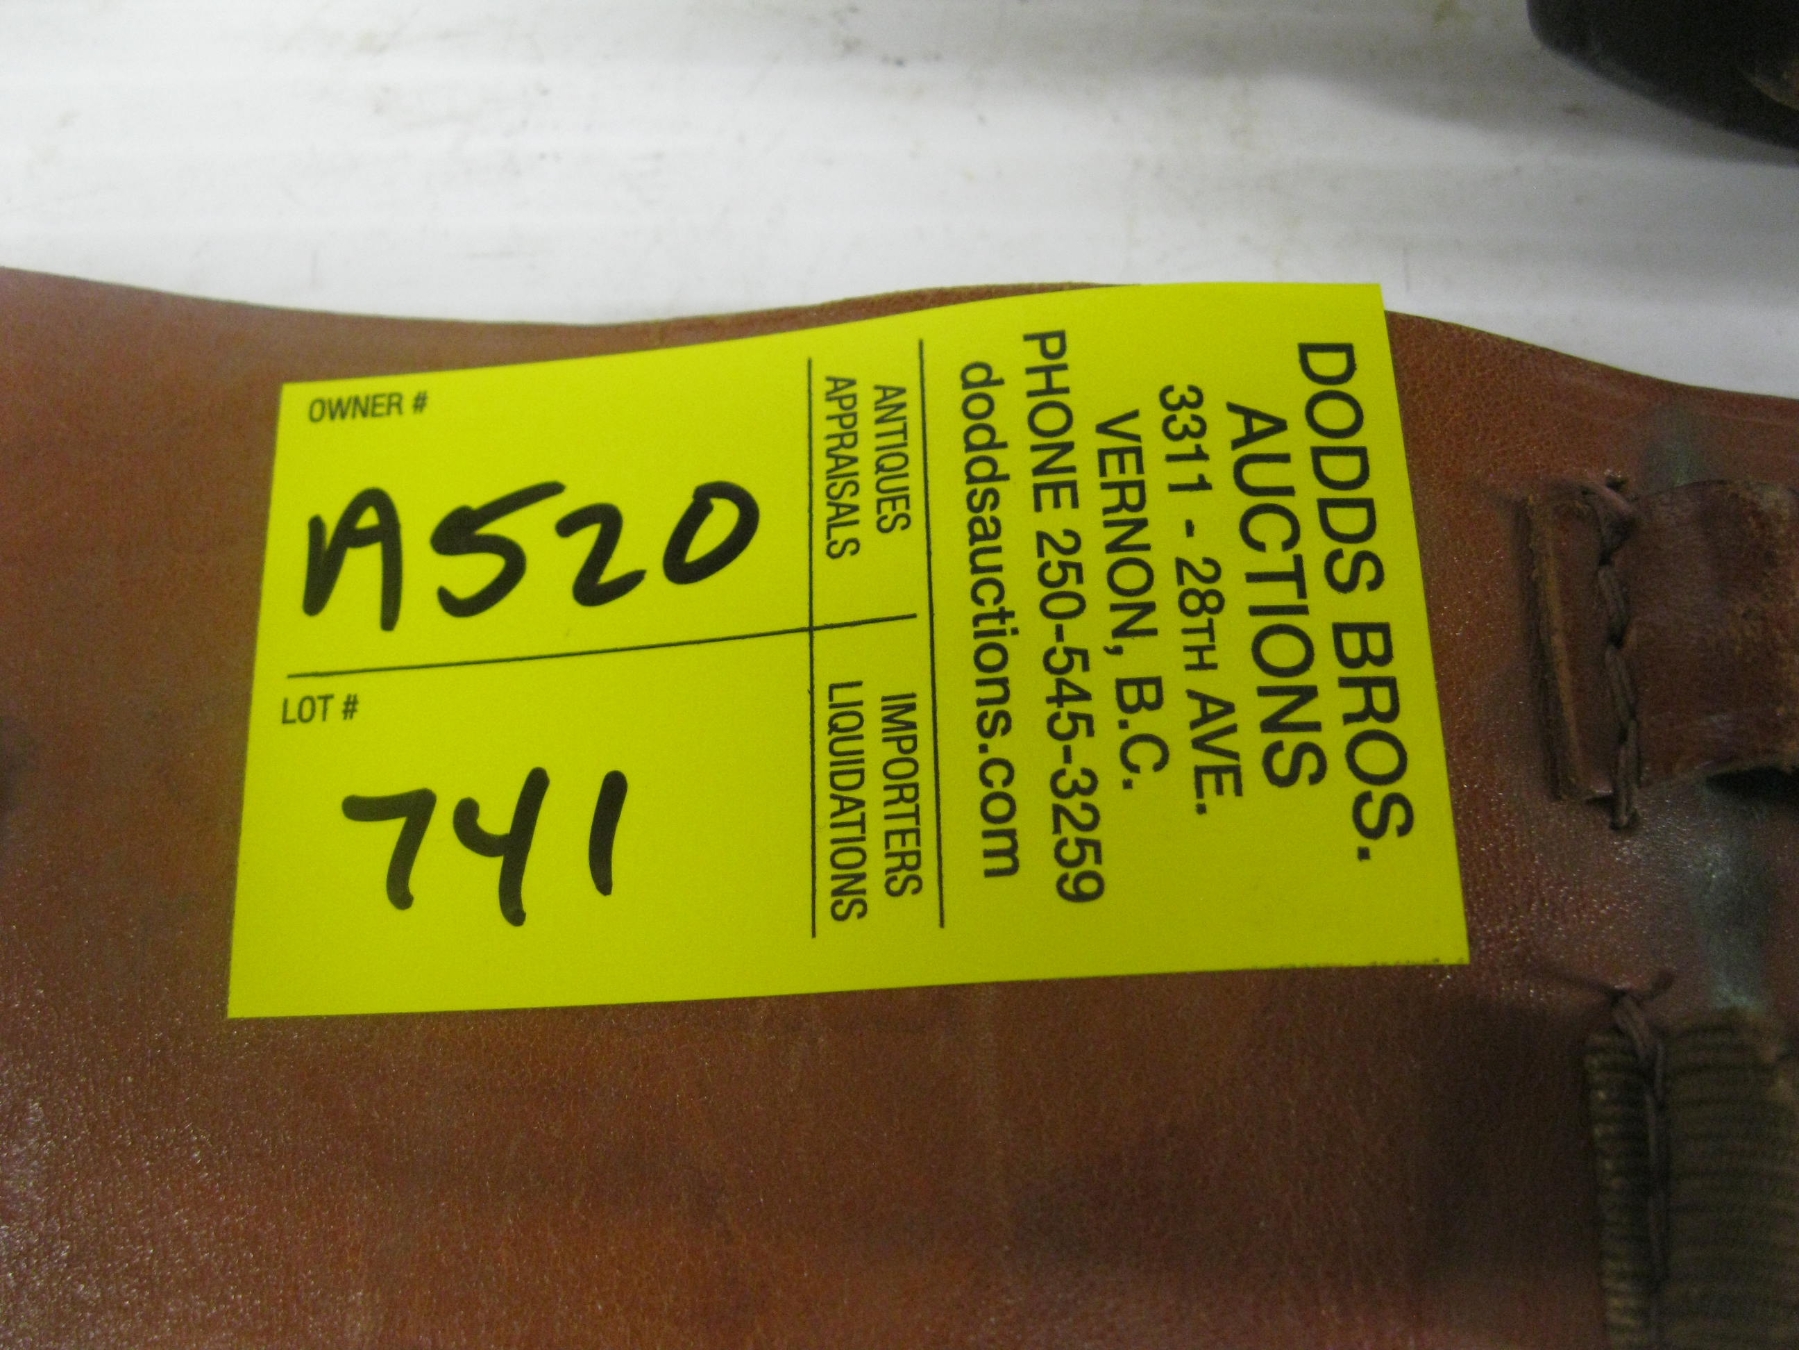 DODDS BROS.
AUCTIONS
3311 - 28TH AVE.
VERNON, B.C.
PHONE 250-545-3259
doddsauctions.com
ANTIQUES IMPORTERS
APPRAISALS LIQUIDATIONS
OWNER #
A520
LOT #
741